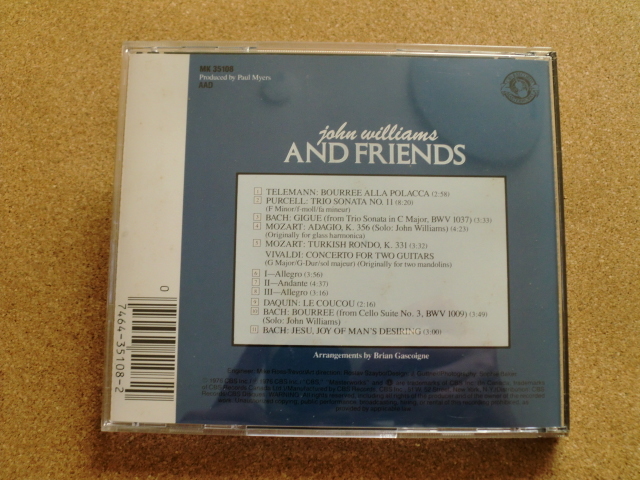 MK 35108
Produced by Paul Myers
AAD
john williams
AND FRIENDS
1 TELEMANN: BOURREE ALLA POLACCA (2:58)
2 PURCELL: TRIO SONATA NO. 11 (8:20)
(F Minor/f-moll/fa mineur)
3 BACH: GIGUE (from Trio Sonata in C Major, BWV 1037) (3:33)
4 MOZART: ADAGIO, K. 356 (Solo: John Williams) (4:23)
(Originally for glass harmonica)
5 MOZART: TURKISH RONDO, K. 331 (3:32)
VIVALDI: CONCERTO FOR TWO GUITARS
(G Major/G-Dur/sol majeur) (Originally for two mandolins)
6 I—Allegro (3:56)
7 II—Andante (4:37)
8 III—Allegro (3:16)
9 DAQUIN: LE COUCOU (2:16)
10 BACH: BOURREE (from Cello Suite No. 3, BWV 1009) (3:49)
(Solo: John Williams)
11 BACH: JESU, JOY OF MAN'S DESIRING (3:00)
Arrangements by Brian Gascoigne
0
7464-35108-2